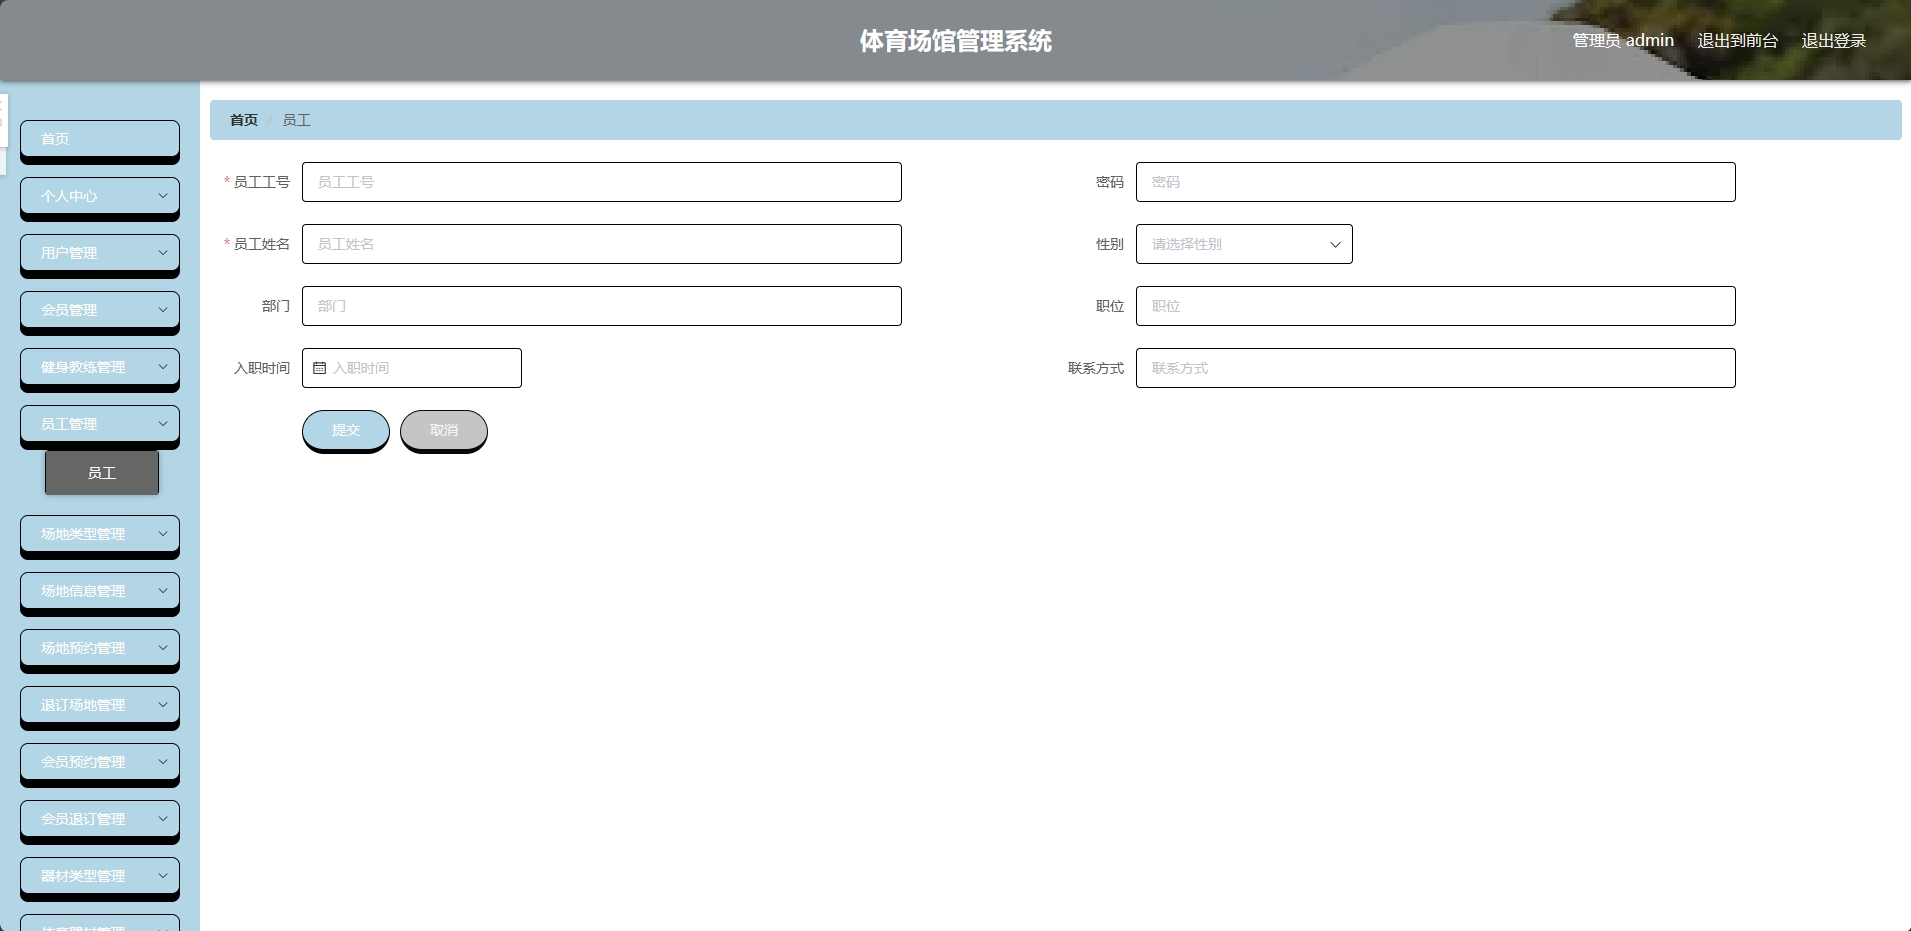 体育场馆管理系统
管理员 admin 退出到前台 退出登录
首页
个人中心
用户管理
会员管理
健身教练管理
员工管理
员工
场地类型管理
场地信息管理
场地预约管理
退订场地管理
会员预约管理
会员退订管理
器材类型管理
体育器材管理
首页 / 员工
* 员工工号 员工工号
密码 密码
* 员工姓名 员工姓名
性别 请选择性别
部门 部门
职位 职位
入职时间 入职时间
联系方式 联系方式
提交 取消